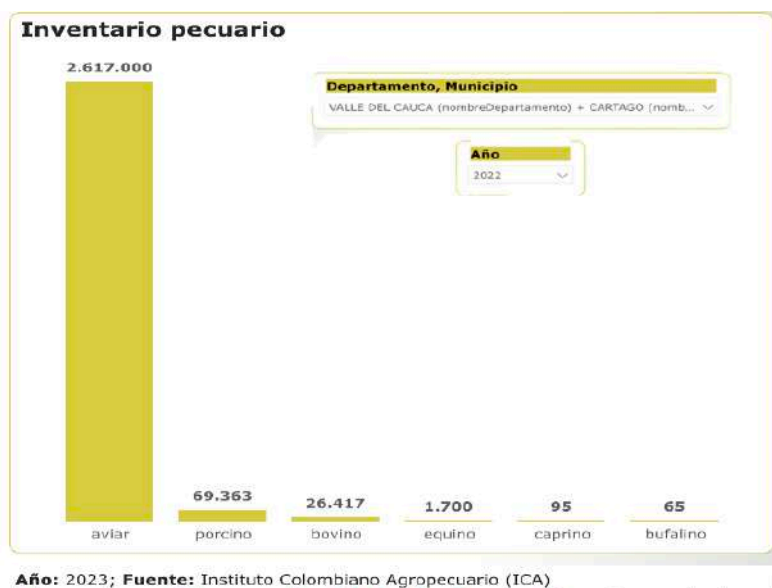 Inventario pecuario
2.617.000
Departamento, Municipio
VALLE DEL CAUCA (nombreDepartamento) + CARTAGO (nomb...
Año
2022
69.363
26.417
1.700
95
65
aviar
porcino
bovino
equino
caprino
bufalino
Año: 2023; Fuente: Instituto Colombiano Agropecuario (ICA)